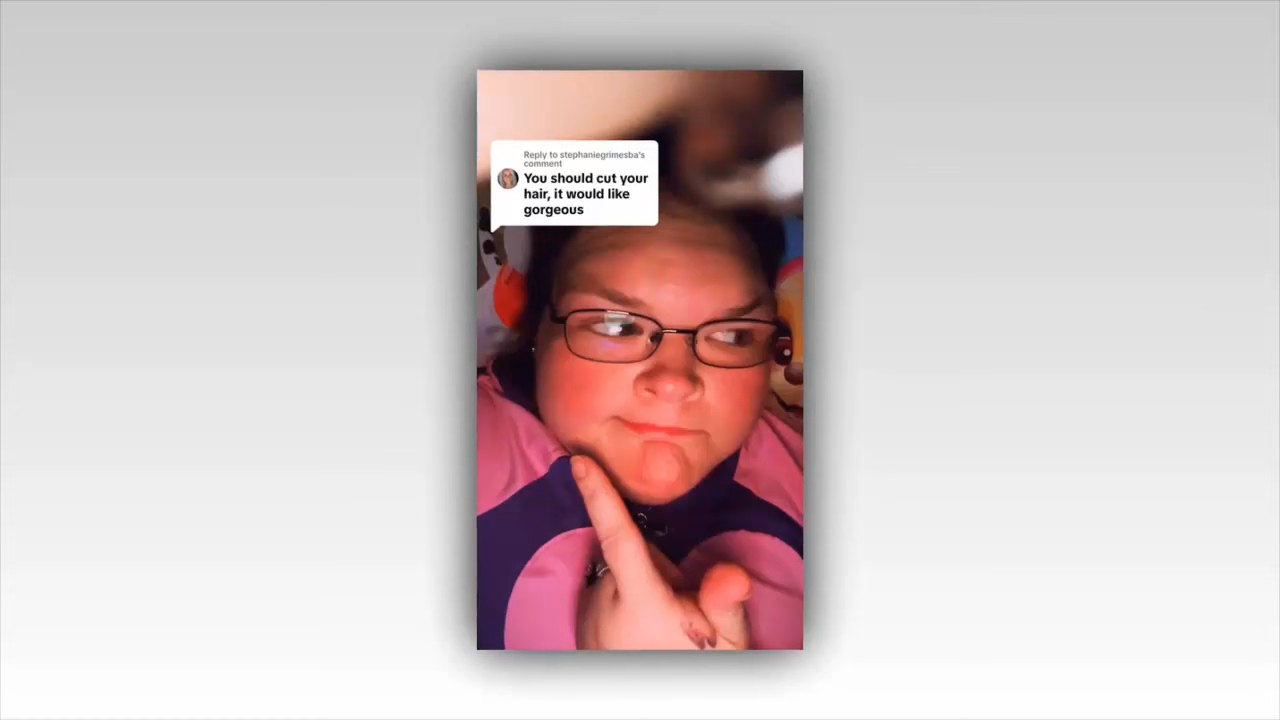 Reply to stephaniegrimesba's
comment
You should cut your
hair, it would like
gorgeous